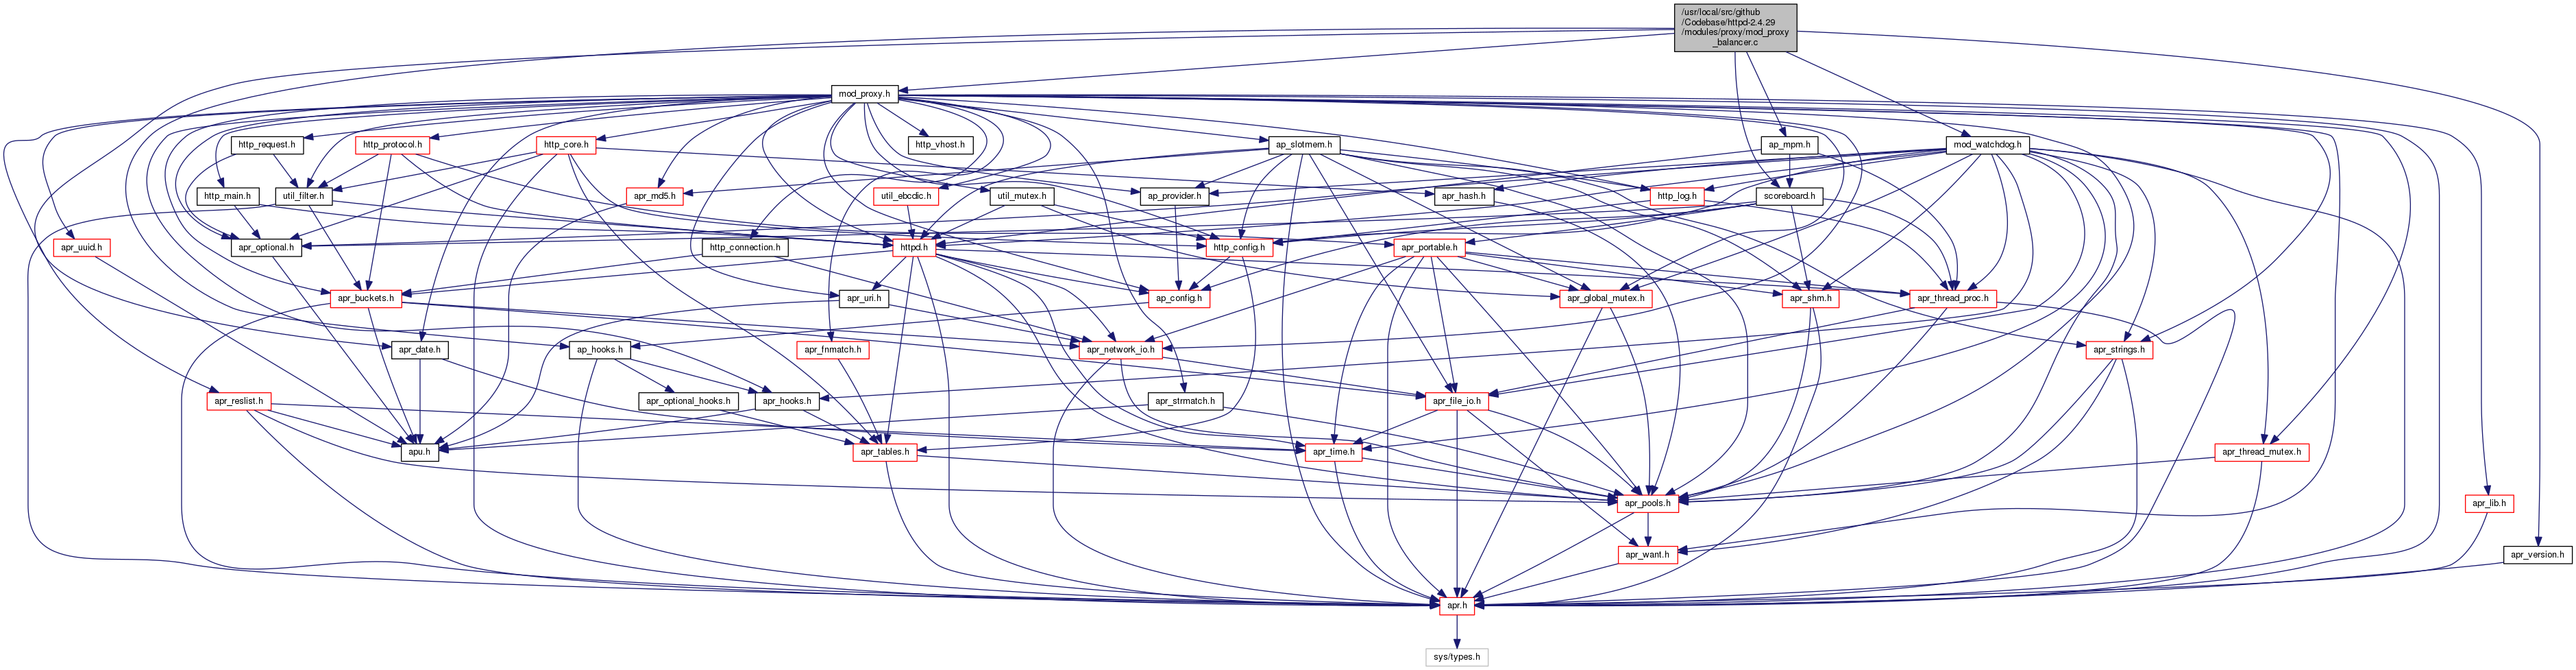 /usr/local/src/github
/Codebase/httpd-2.4.29
/modules/proxy/mod_proxy
_balancer.c
mod_proxy.h
http_request.h
http_protocol.h
http_core.h
http_vhost.h
ap_slotmem.h
ap_mpm.h
mod_watchdog.h
http_main.h
util_filter.h
apr_md5.h
util_ebcdic.h
util_mutex.h
ap_provider.h
apr_hash.h
http_log.h
scoreboard.h
apr_uuid.h
apr_optional.h
http_connection.h
httpd.h
http_config.h
apr_portable.h
apr_buckets.h
apr_uri.h
ap_config.h
apr_global_mutex.h
apr_shm.h
apr_thread_proc.h
apr_date.h
ap_hooks.h
apr_fnmatch.h
apr_network_io.h
apr_strings.h
apr_reslist.h
apr_optional_hooks.h
apr_hooks.h
apr_strmatch.h
apr_file_io.h
apu.h
apr_tables.h
apr_time.h
apr_thread_mutex.h
apr_pools.h
apr_lib.h
apr_want.h
apr_version.h
apr.h
sys/types.h